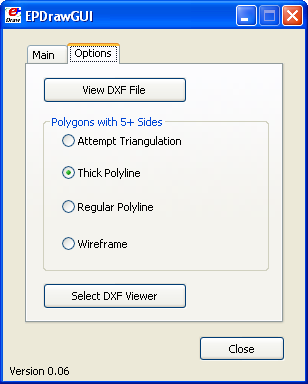 e-Draw EPDrawGUI
Main Options
View DXF File
Polygons with 5+ Sides
Attempt Triangulation
Thick Polyline
Regular Polyline
Wireframe
Select DXF Viewer
Close
Version 0.06